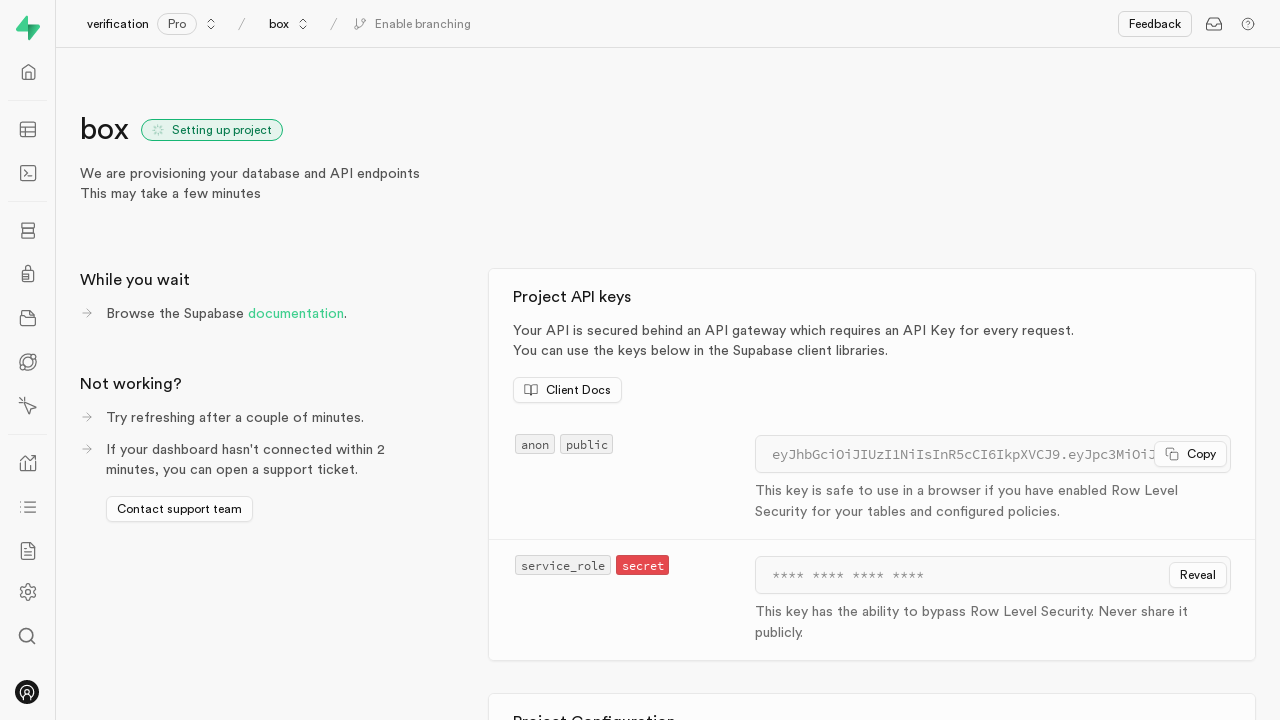 verification Pro / box / Enable branching
Feedback
box Setting up project
We are provisioning your database and API endpoints
This may take a few minutes
While you wait
Browse the Supabase documentation.
Not working?
Try refreshing after a couple of minutes.
If your dashboard hasn't connected within 2
minutes, you can open a support ticket.
Contact support team
Project API keys
Your API is secured behind an API gateway which requires an API Key for every request.
You can use the keys below in the Supabase client libraries.
Client Docs
anon public
eyJhbGciOiJIUzI1NiIsInR5cCI6IkpXVCJ9.eyJpc3MiOiJ Copy
This key is safe to use in a browser if you have enabled Row Level
Security for your tables and configured policies.
service_role secret
**** **** **** **** Reveal
This key has the ability to bypass Row Level Security. Never share it
publicly.
Project Configuration